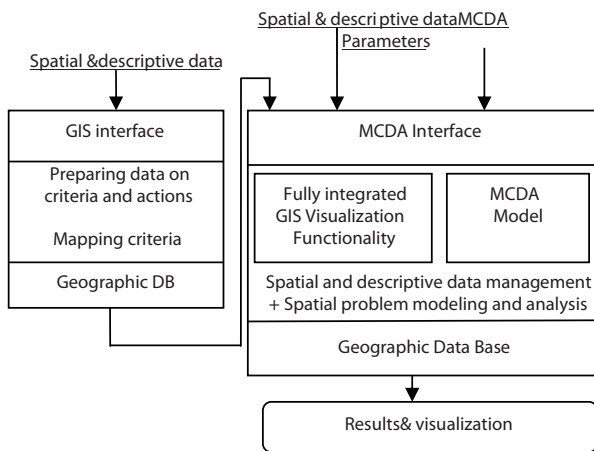 Spatial & descriptive dataMCDA
Parameters
Spatial &descriptive data
GIS interface
Preparing data on
criteria and actions
Mapping criteria
Geographic DB
MCDA Interface
Fully integrated
GIS Visualization
Functionality
MCDA
Model
Spatial and descriptive data management
+ Spatial problem modeling and analysis
Geographic Data Base
Results& visualization